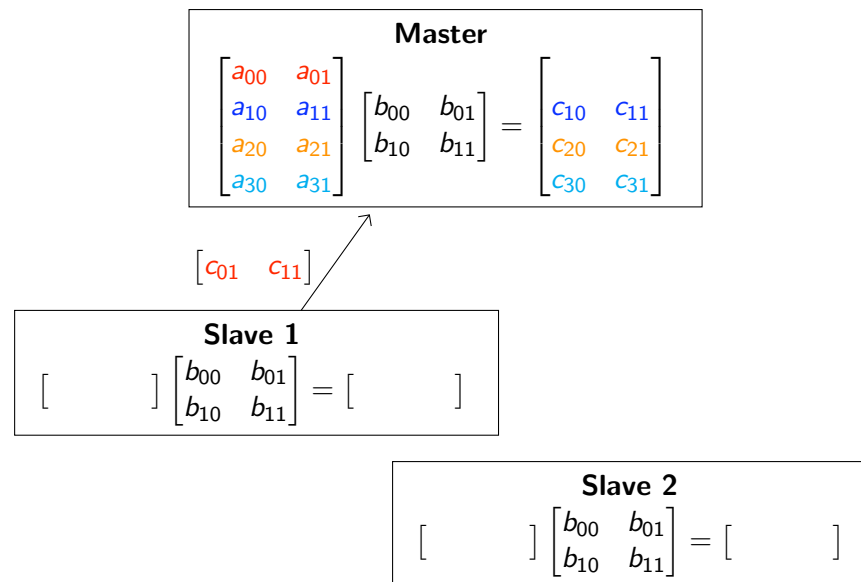 Master
[a₀₀ a₀₁
a₁₀ a₁₁
a₂₀ a₂₁
a₃₀ a₃₁] [b₀₀ b₀₁
b₁₀ b₁₁] = [
c₁₀ c₁₁
c₂₀ c₂₁
c₃₀ c₃₁]
[c₀₁ c₁₁]
Slave 1
[ ] [b₀₀ b₀₁
b₁₀ b₁₁] = [ ]
Slave 2
[ ] [b₀₀ b₀₁
b₁₀ b₁₁] = [ ]